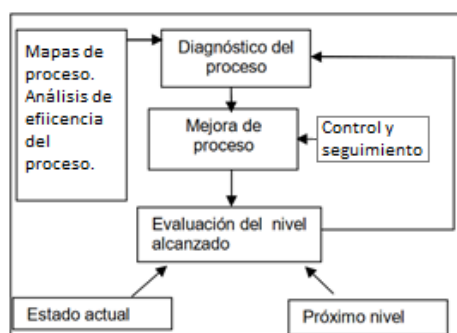 Mapas de
proceso.
Análisis de
efiicencia
del
proceso.
Diagnóstico del
proceso
Mejora de
proceso
Control y
seguimiento
Evaluación del nivel
alcanzado
Estado actual
Próximo nivel